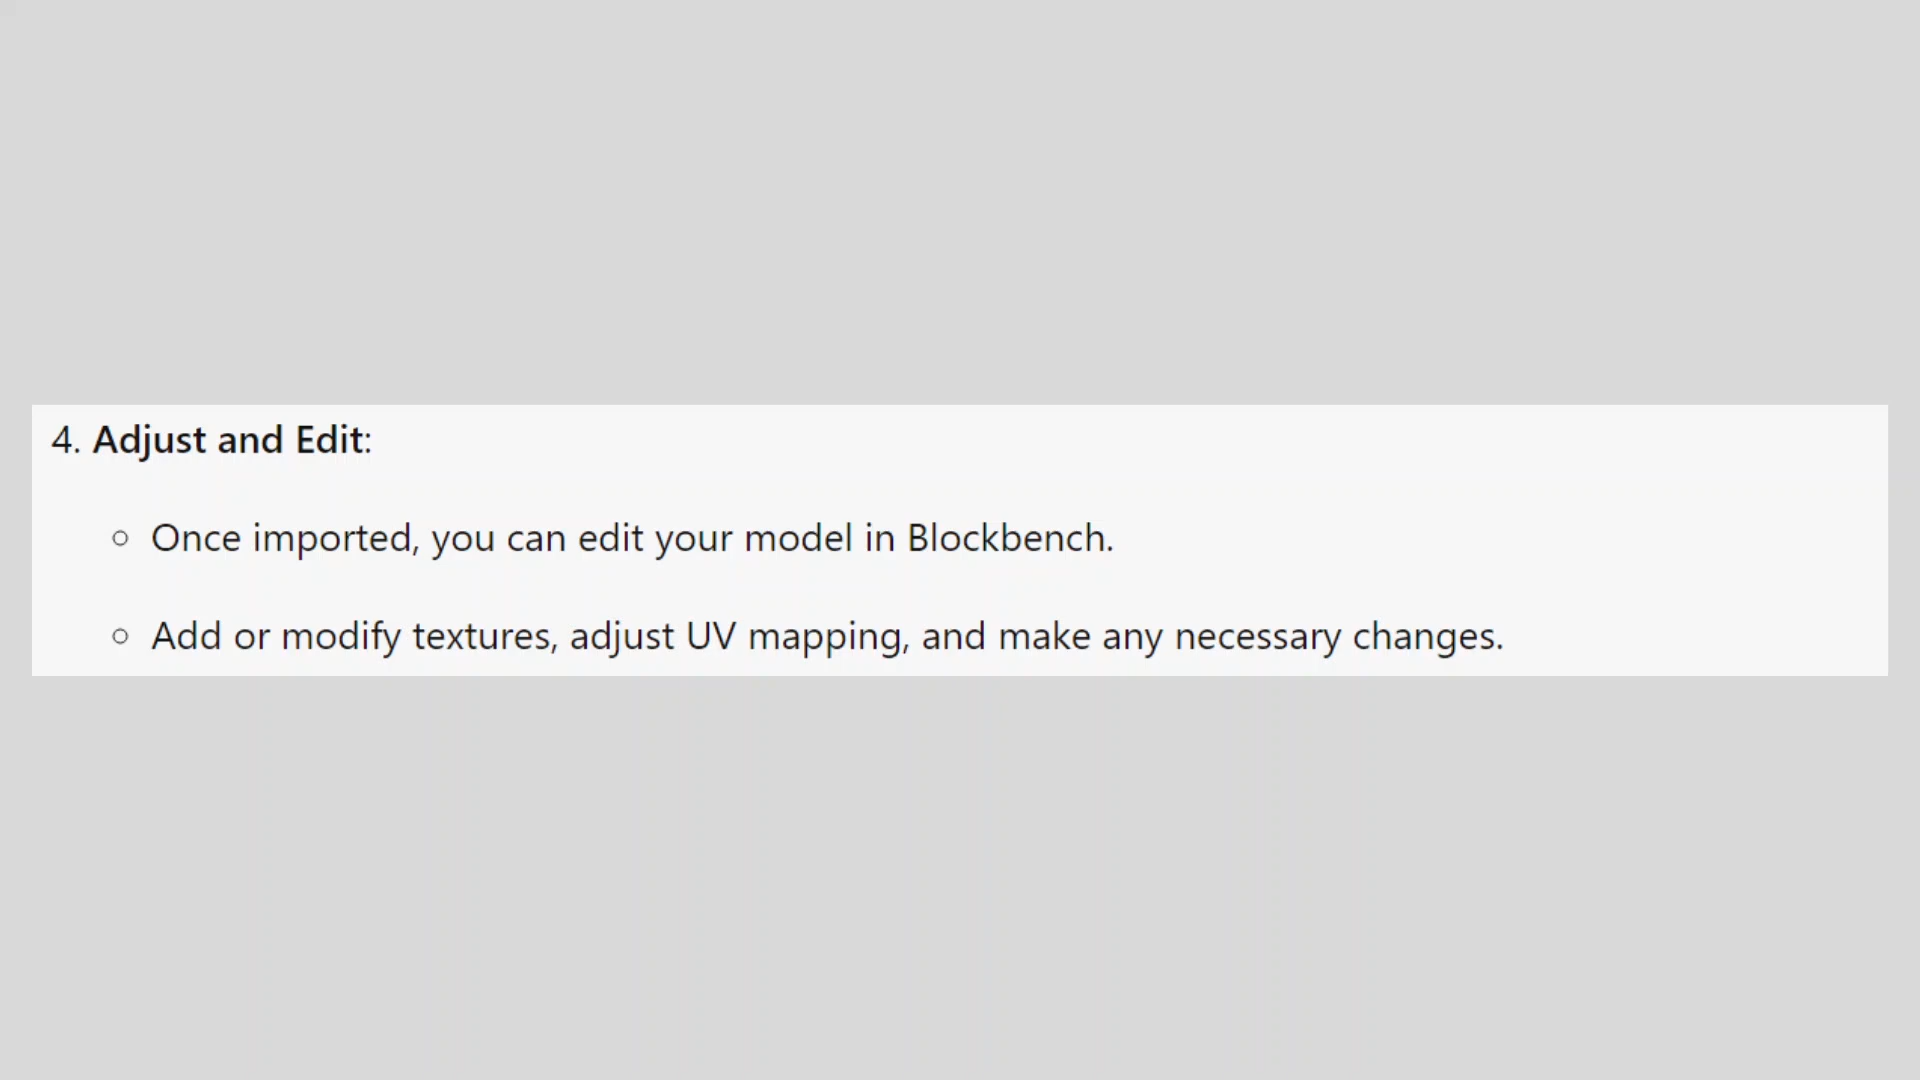 4. Adjust and Edit:
○ Once imported, you can edit your model in Blockbench.
○ Add or modify textures, adjust UV mapping, and make any necessary changes.